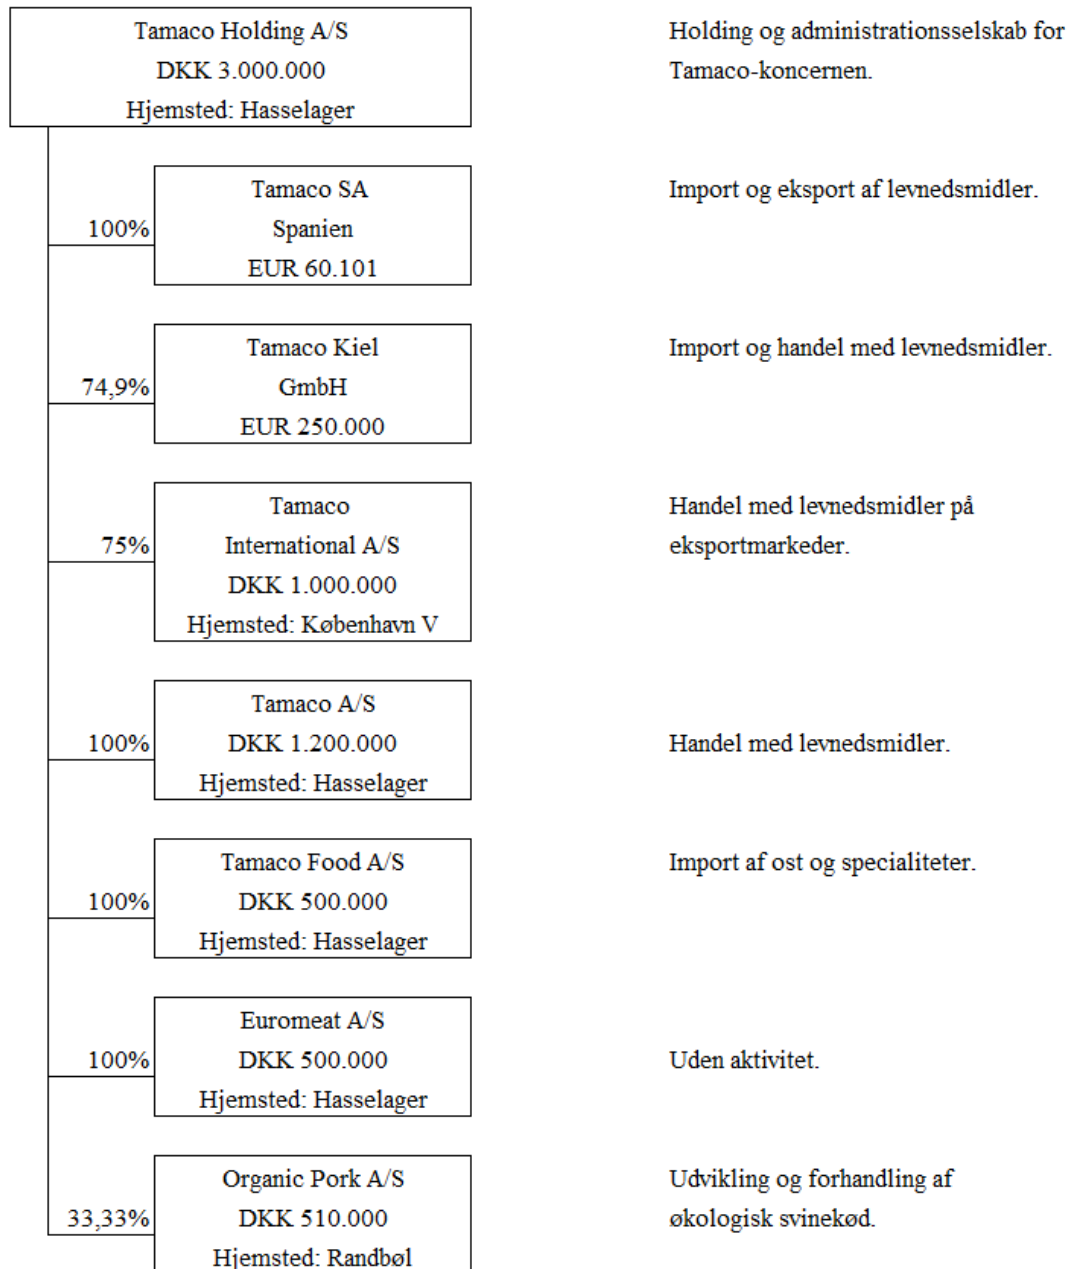 Tamaco Holding A/S
DKK 3.000.000
Hjemsted: Hasselager
Holding og administrationsselskab for
Tamaco-koncernen.
100%
Tamaco SA
Spanien
EUR 60.101
Import og eksport af levnedsmidler.
74,9%
Tamaco Kiel
GmbH
EUR 250.000
Import og handel med levnedsmidler.
75%
Tamaco
International A/S
DKK 1.000.000
Hjemsted: København V
Handel med levnedsmidler på
eksportmarkeder.
100%
Tamaco A/S
DKK 1.200.000
Hjemsted: Hasselager
Handel med levnedsmidler.
100%
Tamaco Food A/S
DKK 500.000
Hjemsted: Hasselager
Import af ost og specialiteter.
100%
Euromeat A/S
DKK 500.000
Hjemsted: Hasselager
Uden aktivitet.
33,33%
Organic Pork A/S
DKK 510.000
Hjemsted: Randbøl
Udvikling og forhandling af
økologisk svinekød.